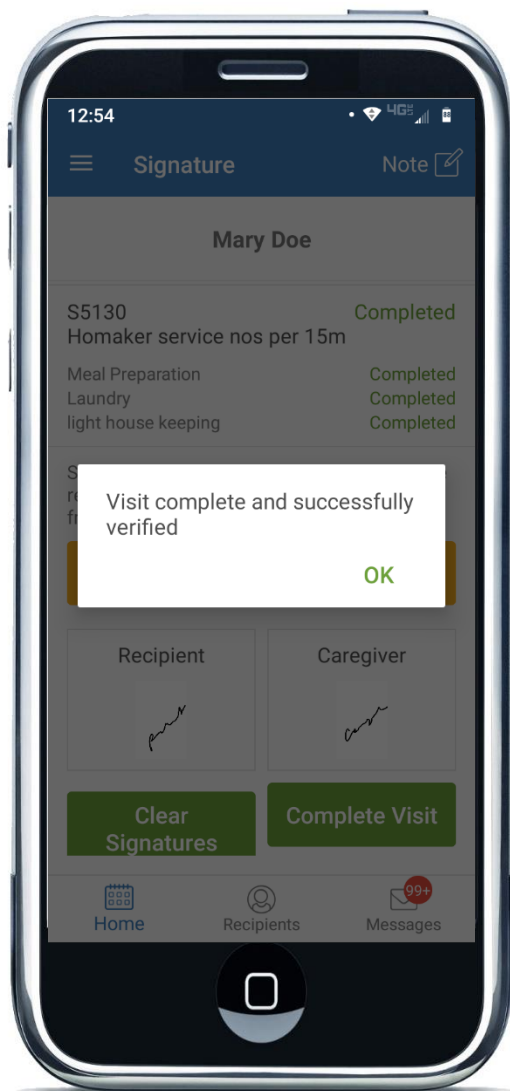 12:54
4G
Signature
Note
Mary Doe
S5130 Completed
Homaker service nos per 15m
Meal Preparation Completed
Laundry Completed
light house keeping Completed
Visit complete and successfully
verified
OK
Recipient
Caregiver
Clear
Signatures
Complete Visit
Home
Recipients
99+
Messages